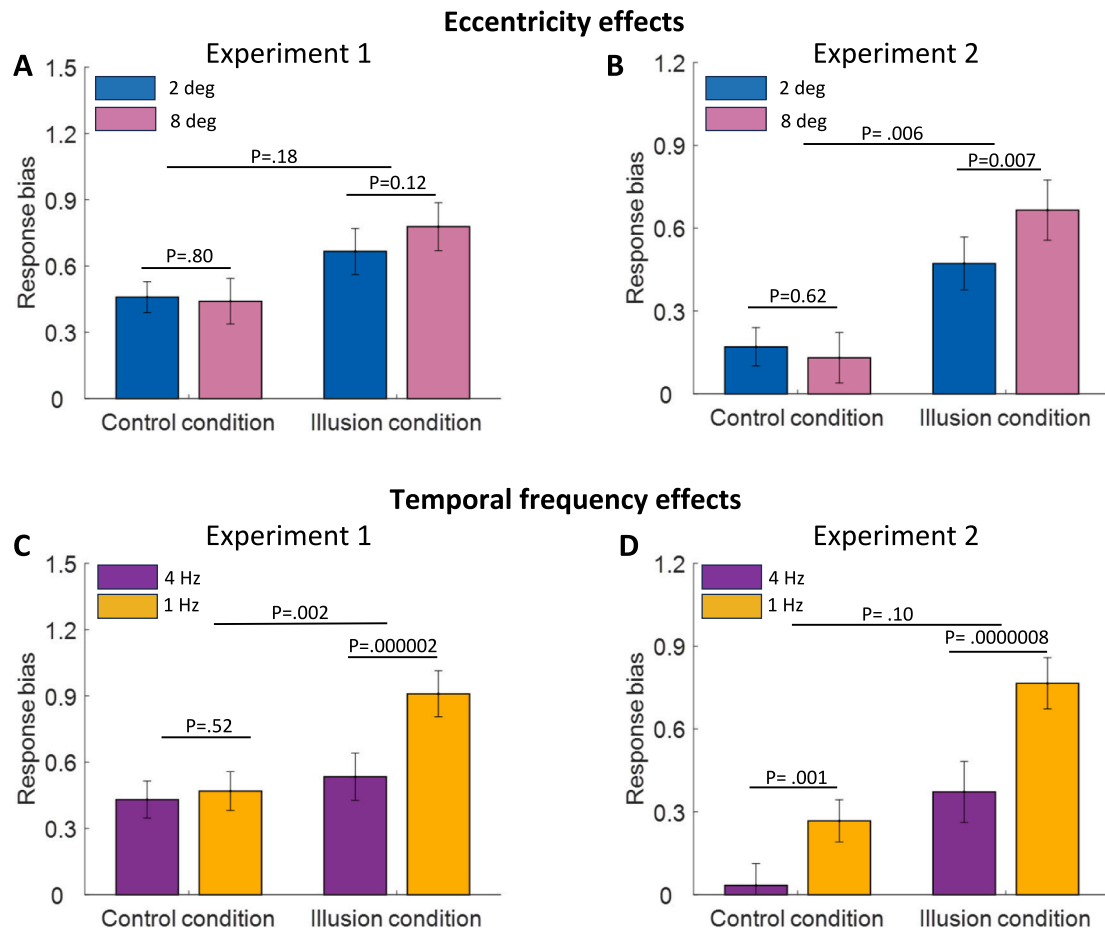 Eccentricity effects
A
Experiment 1
1.5
1.2
0.9
0.6
0.3
0
Response bias
2 deg
8 deg
P=.18
P=0.12
P=.80
Control condition
Illusion condition
B
Experiment 2
1.2
0.9
0.6
0.3
0
Response bias
2 deg
8 deg
P= .006
P=0.007
P=0.62
Control condition
Illusion condition
Temporal frequency effects
C
Experiment 1
1.5
1.2
0.9
0.6
0.3
0
Response bias
4 Hz
1 Hz
P=.002
P=.000002
P=.52
Control condition
Illusion condition
D
Experiment 2
1.2
0.9
0.6
0.3
0
Response bias
4 Hz
1 Hz
P= .10
P= .0000008
P= .001
Control condition
Illusion condition